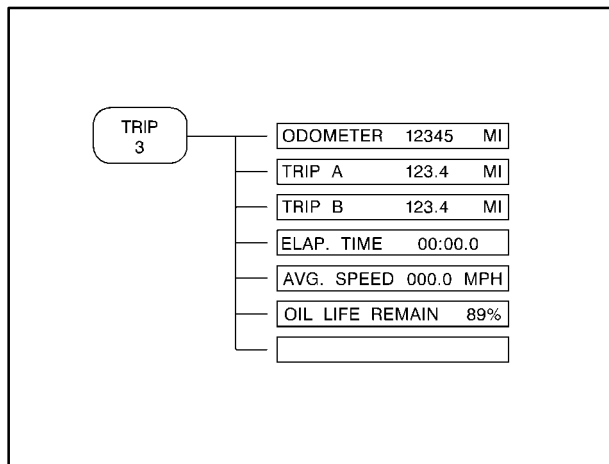 TRIP
3
ODOMETER 12345 MI
TRIP A 123.4 MI
TRIP B 123.4 MI
ELAP. TIME 00:00.0
AVG. SPEED 000.0 MPH
OIL LIFE REMAIN 89%